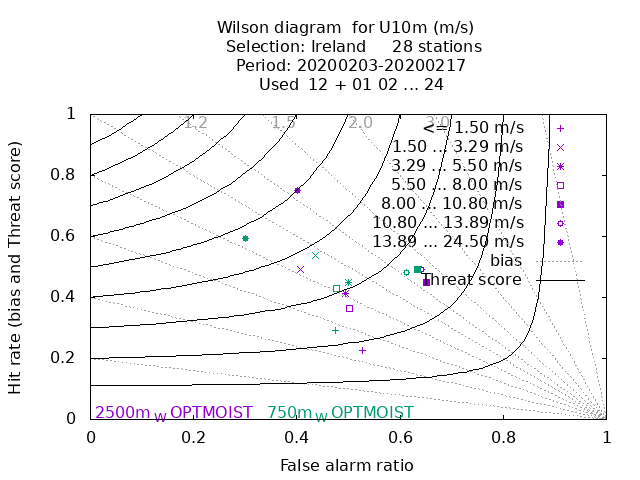 Wilson diagram  for U10m (m/s)
Selection: Ireland     28 stations
Period: 20200203-20200217
Used  12 + 01 02 ... 24
Hit rate (bias and Threat score)
1
0.8
0.6
0.4
0.2
0
1.2
1.5
2.0
3.0
<= 1.50 m/s
1.50 ... 3.29 m/s
3.29 ... 5.50 m/s
5.50 ... 8.00 m/s
8.00 ... 10.80 m/s
10.80 ... 13.89 m/s
13.89 ... 24.50 m/s
bias
Threat score
2500m_W OPTMOIST 750m_W OPTMOIST
0 0.2 0.4 0.6 0.8 1
False alarm ratio